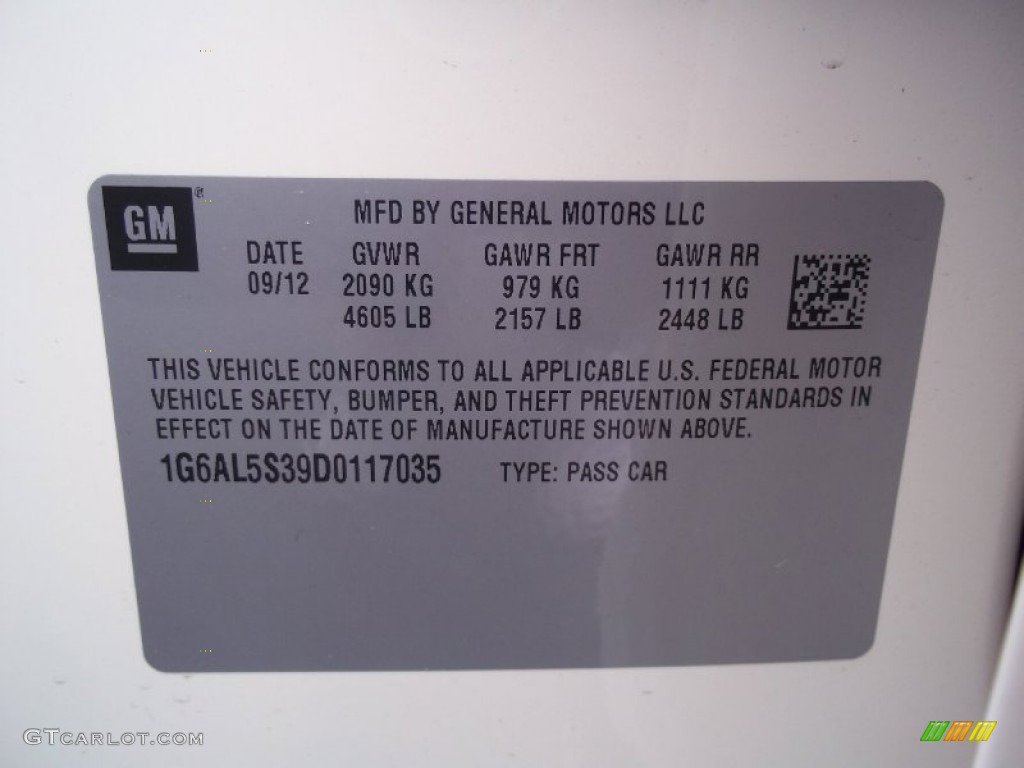 GM®
MFD BY GENERAL MOTORS LLC
DATE GVWR GAWR FRT GAWR RR
09/12 2090 KG 979 KG 1111 KG
4605 LB 2157 LB 2448 LB
THIS VEHICLE CONFORMS TO ALL APPLICABLE U.S. FEDERAL MOTOR
VEHICLE SAFETY, BUMPER, AND THEFT PREVENTION STANDARDS IN
EFFECT ON THE DATE OF MANUFACTURE SHOWN ABOVE.
1G6AL5S39D0117035 TYPE: PASS CAR
GTCARLOT.COM